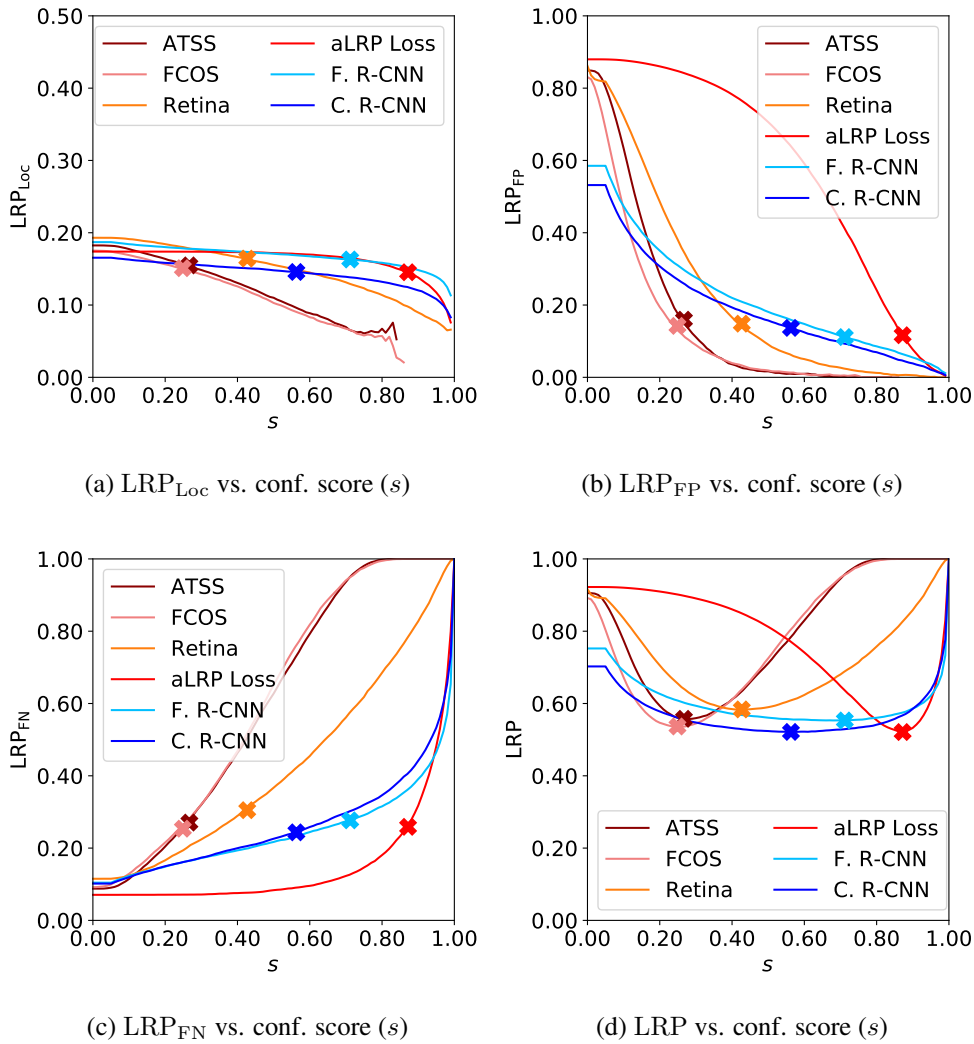 0.50
0.40
0.30
0.20
0.10
0.00
LRP_Loc
ATSS
FCOS
Retina
aLRP Loss
F. R-CNN
C. R-CNN
0.00 0.20 0.40 0.60 0.80 1.00
s
(a) LRP_Loc vs. conf. score (s)
1.00
0.80
0.60
0.40
0.20
0.00
LRP_FP
ATSS
FCOS
Retina
aLRP Loss
F. R-CNN
C. R-CNN
0.00 0.20 0.40 0.60 0.80 1.00
s
(b) LRP_FP vs. conf. score (s)
1.00
0.80
0.60
0.40
0.20
0.00
LRP_FN
ATSS
FCOS
Retina
aLRP Loss
F. R-CNN
C. R-CNN
0.00 0.20 0.40 0.60 0.80 1.00
s
(c) LRP_FN vs. conf. score (s)
1.00
0.80
0.60
0.40
0.20
0.00
LRP
ATSS
FCOS
Retina
aLRP Loss
F. R-CNN
C. R-CNN
0.00 0.20 0.40 0.60 0.80 1.00
s
(d) LRP vs. conf. score (s)